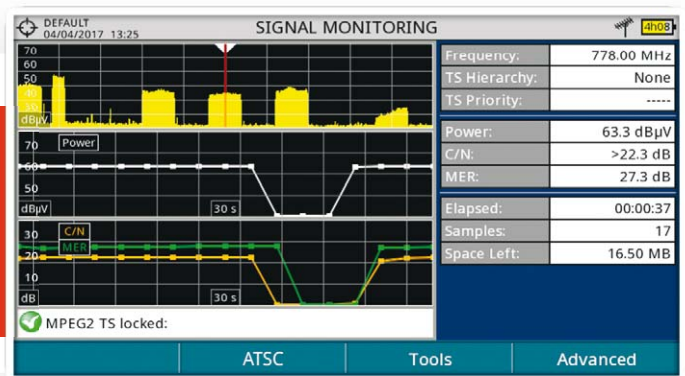 DEFAULT
04/04/2017 13:25
SIGNAL MONITORING
4h08
70
60
50
dBµV
70
Power
60
50
dBµV
30 s
30
C/N
MER
20
10
dB
30 s
MPEG2 TS locked:
Frequency: 778.00 MHz
TS Hierarchy: None
TS Priority: -----
Power: 63.3 dBµV
C/N: >22.3 dB
MER: 27.3 dB
Elapsed: 00:00:37
Samples: 17
Space Left: 16.50 MB
ATSC
Tools
Advanced